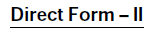 Direct Form – II